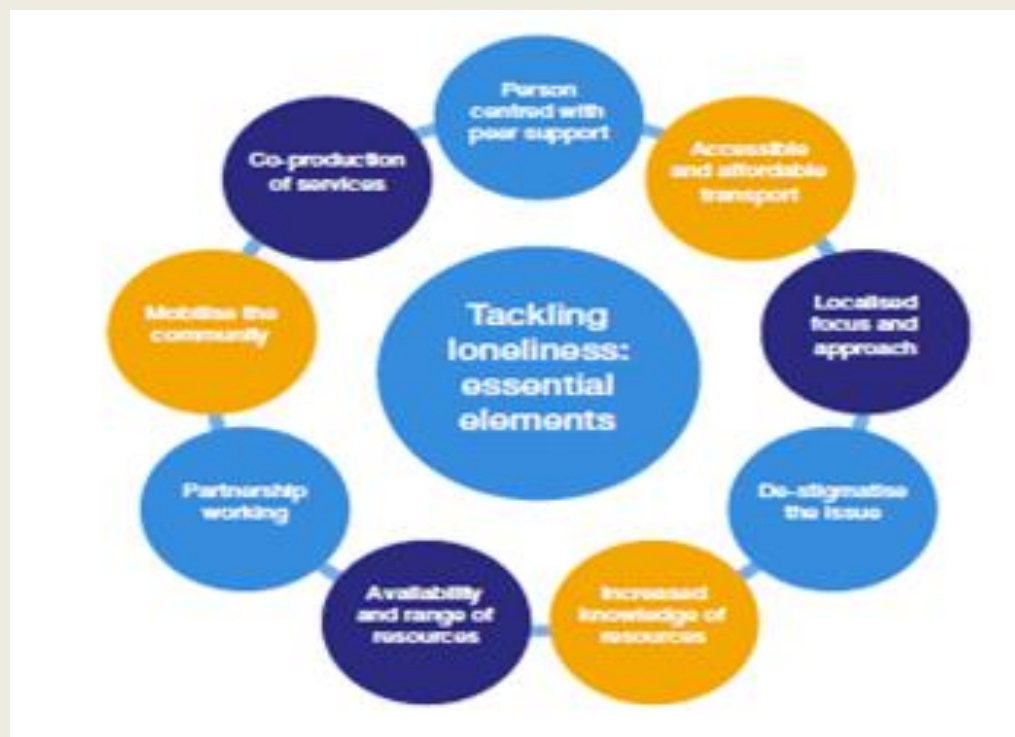 Tackling
loneliness:
essential
elements
Person
centred with
peer support
Accessible
and affordable
transport
Localised
focus and
approach
De-stigmatise
the issue
Increased
knowledge of
resources
Availability
and range of
resources
Partnership
working
Mobilise the
community
Co-production
of services